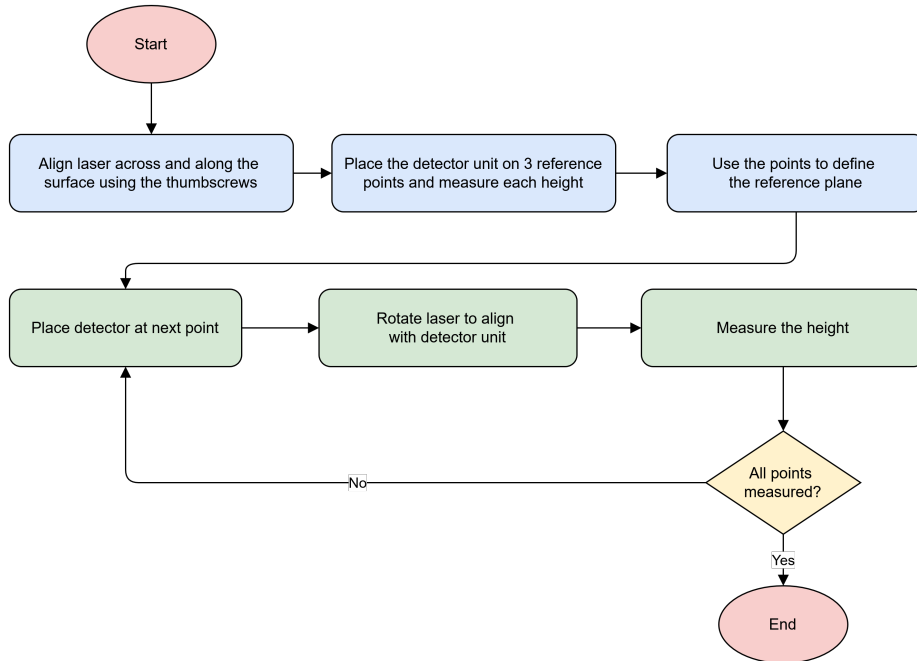 Start
Align laser across and along the
surface using the thumbscrews
Place the detector unit on 3 reference
points and measure each height
Use the points to define
the reference plane
Place detector at next point
Rotate laser to align
with detector unit
Measure the height
All points
measured?
No
Yes
End